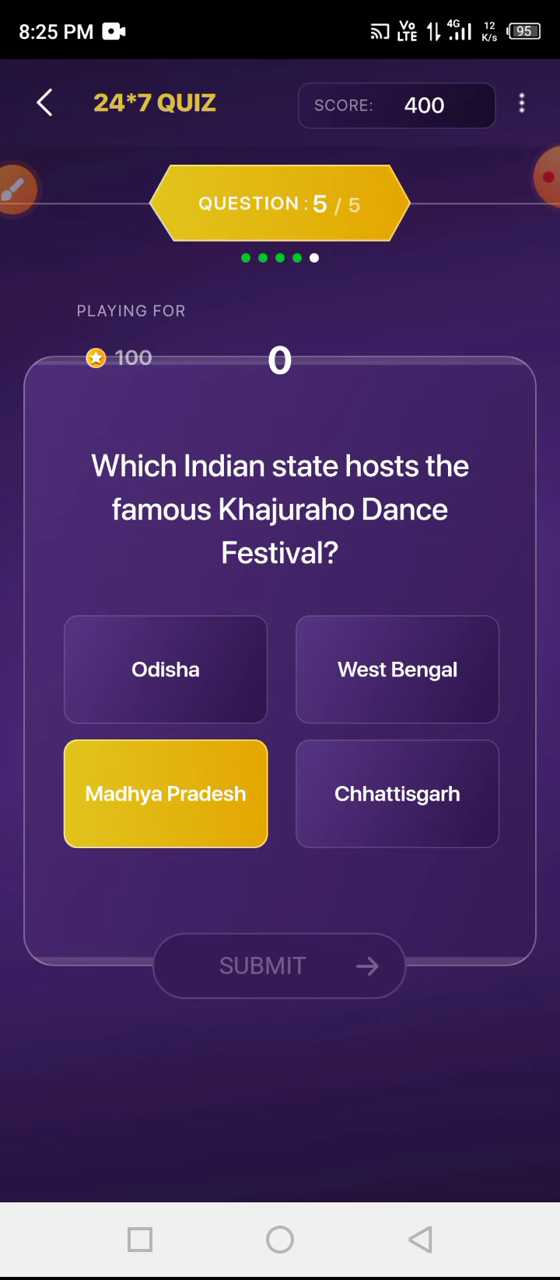 8:25 PM
Vo LTE 4G 12 K/s 95
24*7 QUIZ
SCORE: 400
QUESTION : 5 / 5
PLAYING FOR
100
0
Which Indian state hosts the
famous Khajuraho Dance
Festival?
Odisha
West Bengal
Madhya Pradesh
Chhattisgarh
SUBMIT